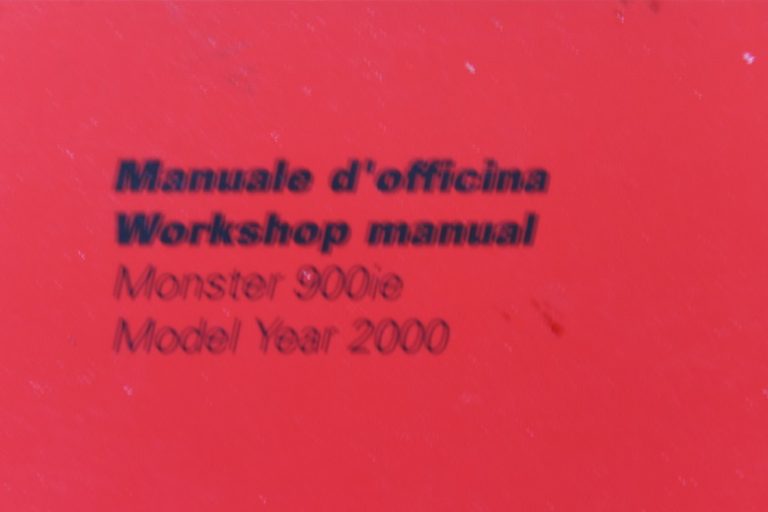 Manuale d'officina
Workshop manual
Monster 900ie
Model Year 2000